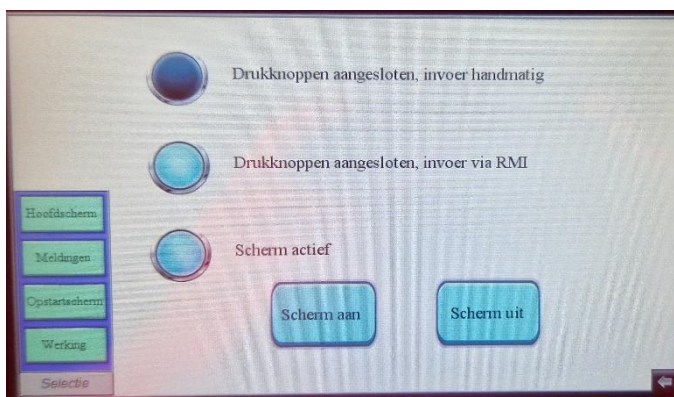 Drukknoppen aangesloten, invoer handmatig
Drukknoppen aangesloten, invoer via RMI
Scherm actief
Scherm aan
Scherm uit
Hoofdscherm
Meldingen
Opstartscherm
Werking
Selectie